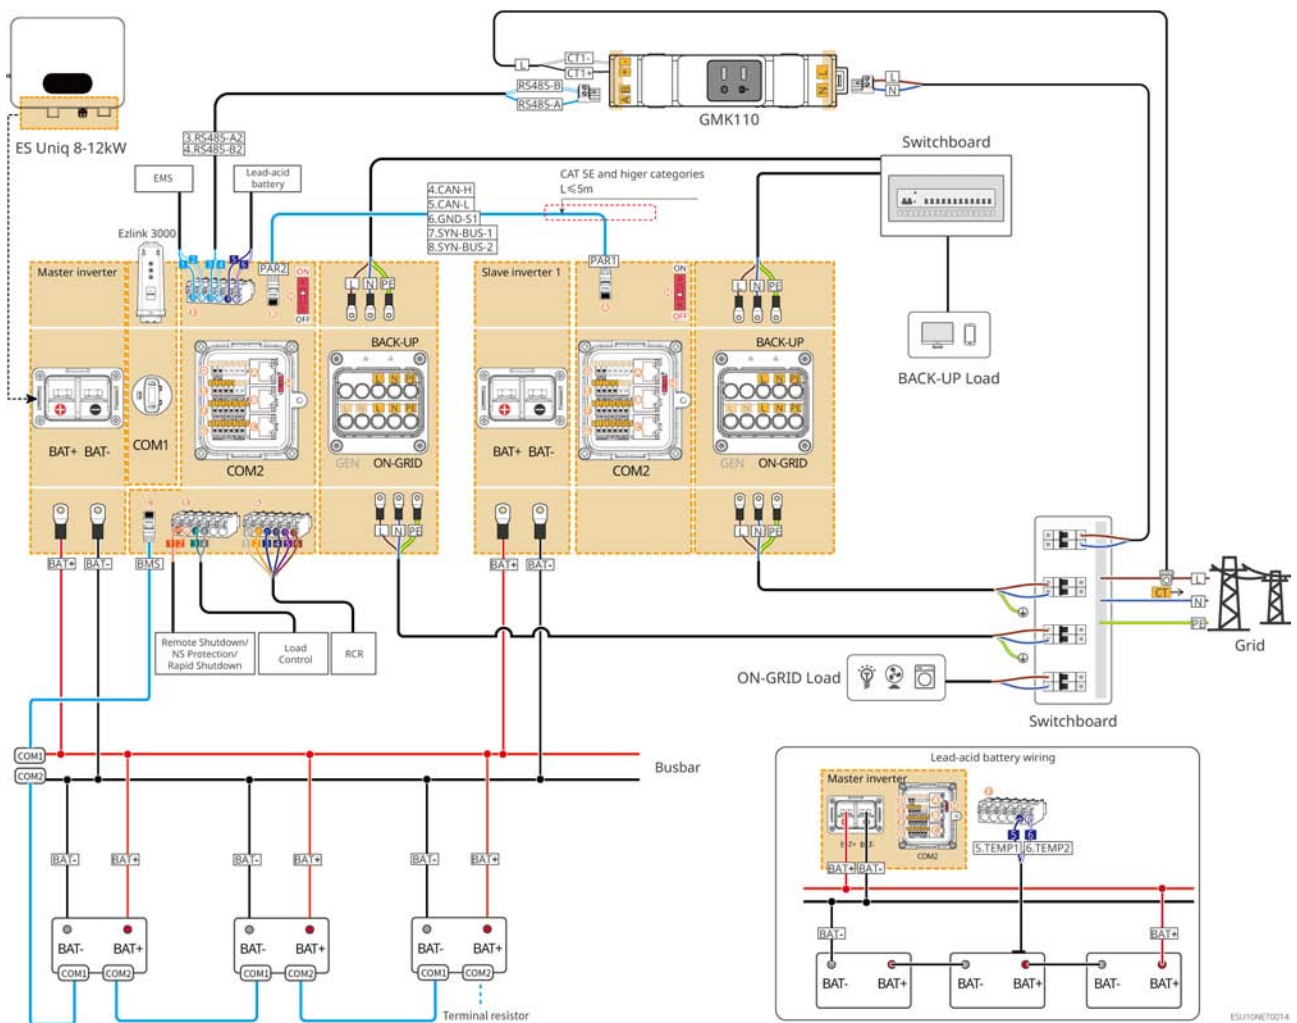 CT1-
L
CT1+
RS485-B
RS485-A
L
N
L
N
GMK110
ES Uniq 8-12kW
3.RS485-A2
4.RS485-B2
Switchboard
EMS
Lead-acid
battery
CAT 5E and higer categories
L≤5m
4.CAN-H
5.CAN-L
6.GND-S1
7.SYN-BUS-1
8.SYN-BUS-2
Ezlink 3000
Master inverter
PAR2
ON
OFF
L N PE
Slave inverter 1
PAR1
ON
OFF
L N PE
BACK-UP
L N PE
L N PE
BACK-UP
L N PE
L N PE
BACK-UP Load
BAT+ BAT-
COM1
COM2
GEN ON-GRID
BAT+ BAT-
COM2
GEN ON-GRID
L N PE
L N PE
BAT+
BAT-
BMS
BAT+
BAT-
CT
L
N
PE
Grid
Remote Shutdown/
NS Protection/
Rapid Shutdown
Load
Control
RCR
ON-GRID Load
Switchboard
COM1
COM2
Busbar
BAT-
BAT+
BAT-
BAT+
BAT-
BAT+
BAT-
BAT+
COM1
COM2
BAT-
BAT+
COM1
COM2
BAT-
BAT+
COM1
COM2
Terminal resistor
Lead-acid battery wiring
Master inverter
BAT+ BAT-
COM2
5 6
5.TEMP1
6.TEMP2
BAT+
BAT-
BAT-
BAT+
BAT- BAT+
BAT- BAT+
BAT- BAT+
ESU10NET0014